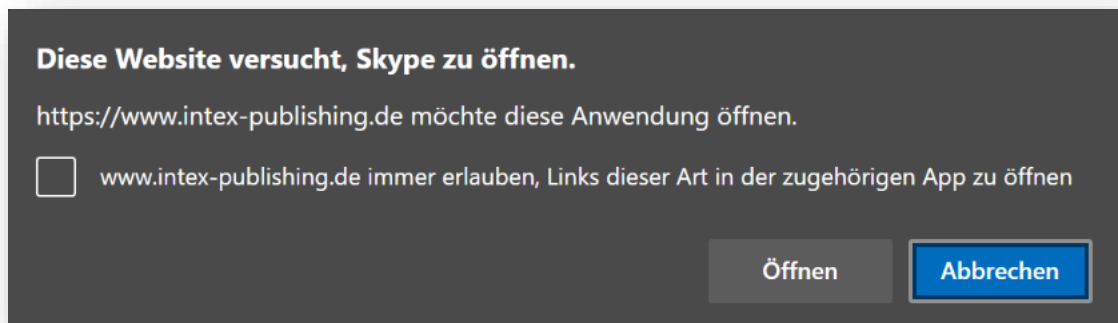 Diese Website versucht, Skype zu öffnen.
https://www.intex-publishing.de möchte diese Anwendung öffnen.
www.intex-publishing.de immer erlauben, Links dieser Art in der zugehörigen App zu öffnen
Öffnen
Abbrechen